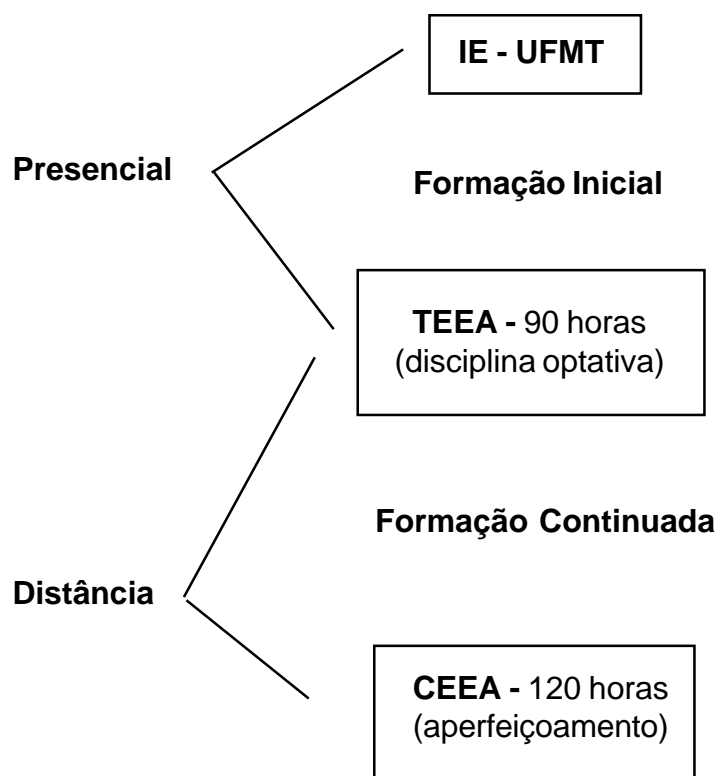 IE - UFMT
Presencial
Formação Inicial
TEEA - 90 horas
(disciplina optativa)
Formação Continuada
Distância
CEEA - 120 horas
(aperfeiçoamento)